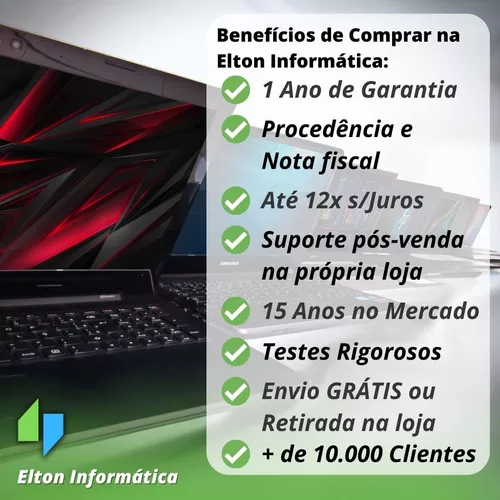 Benefícios de Comprar na
Elton Informática:
1 Ano de Garantia
Procedência e
Nota fiscal
Até 12x s/Juros
Suporte pós-venda
na própria loja
15 Anos no Mercado
Testes Rigorosos
Envio GRÁTIS ou
Retirada na loja
+ de 10.000 Clientes
Elton Informática